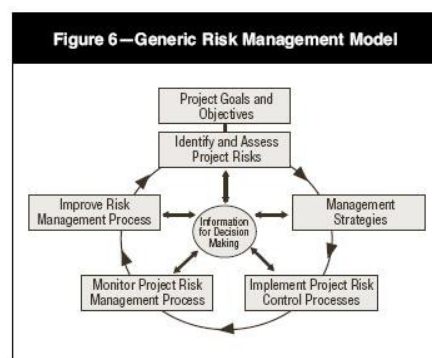 Figure 6—Generic Risk Management Model
Project Goals and
Objectives
Identify and Assess
Project Risks
Improve Risk
Management Process
Information
for Decision
Making
Management
Strategies
Monitor Project Risk
Management Process
Implement Project Risk
Control Processes